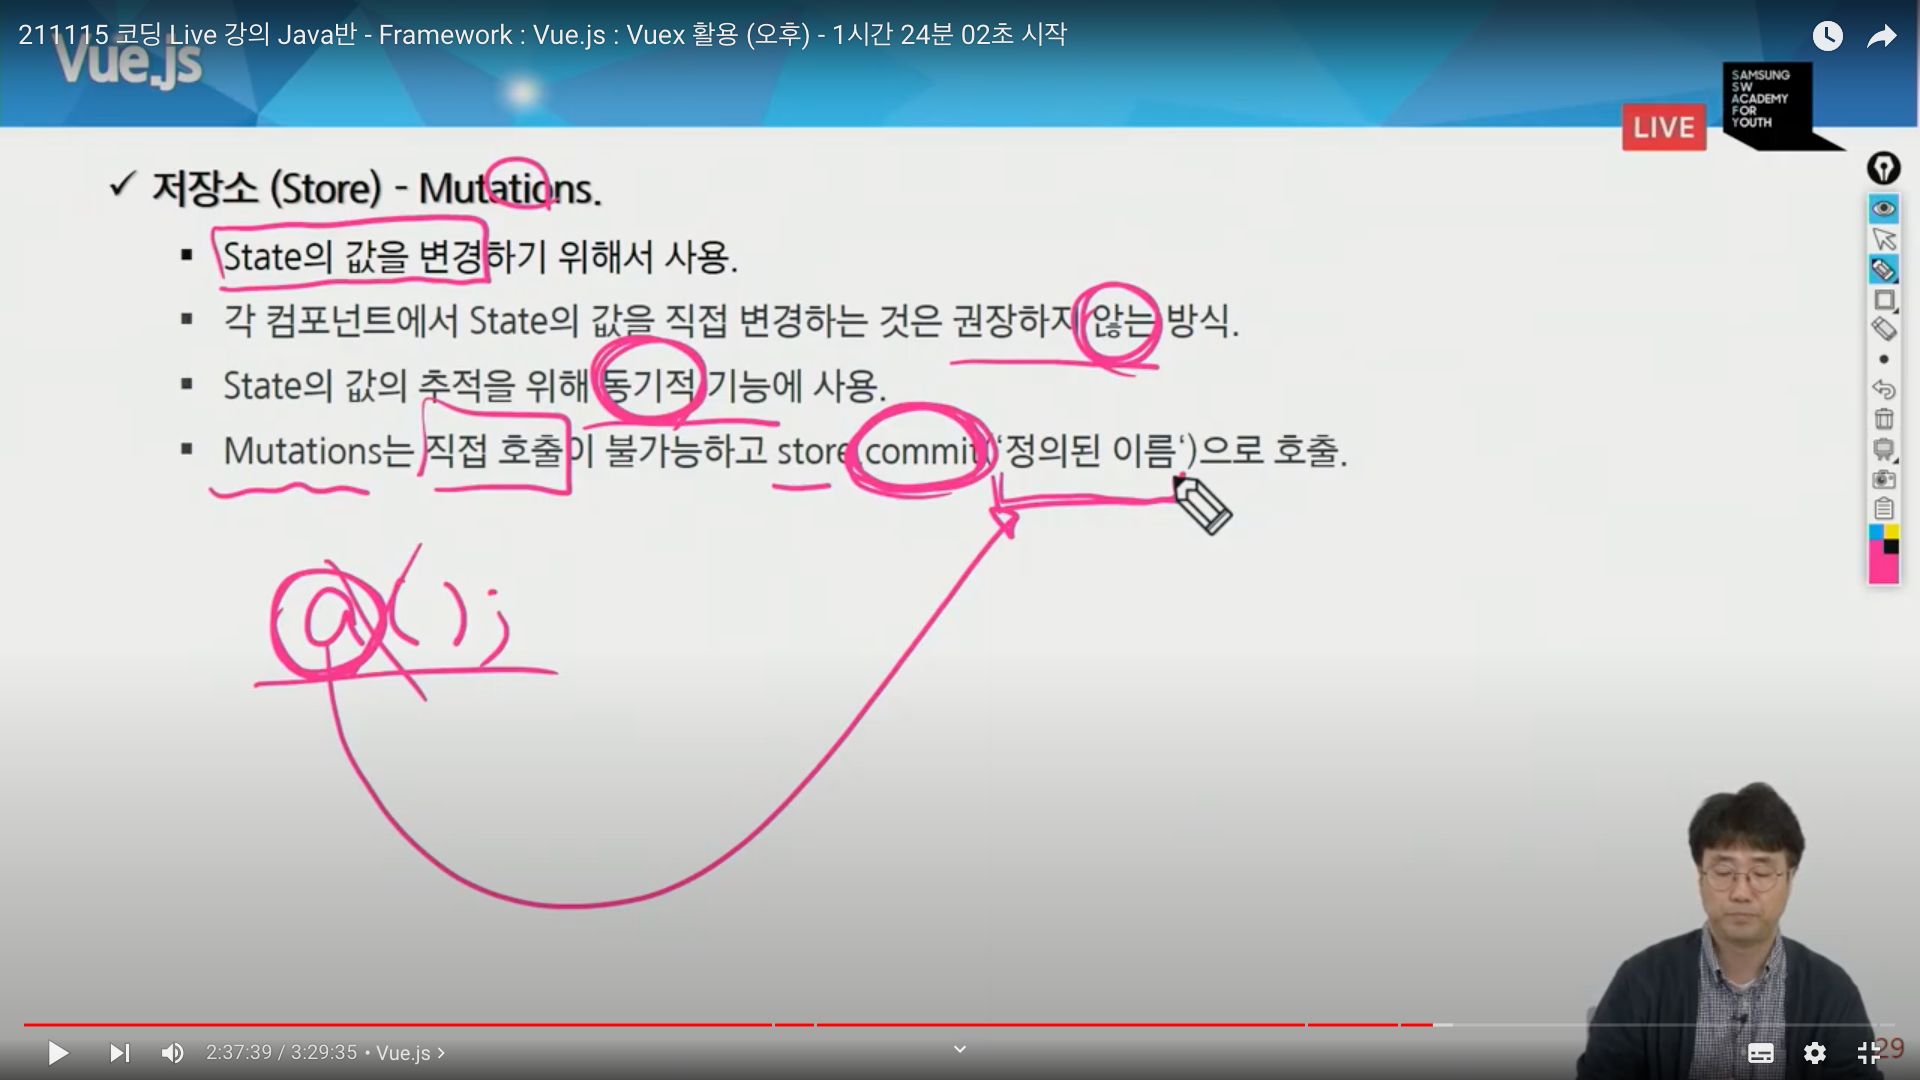 211115 코딩 Live 강의 Java반 - Framework : Vue.js : Vuex 활용 (오후) - 1시간 24분 02초 시작
Vue.js
SAMSUNG
SW
ACADEMY
FOR
YOUTH
LIVE
✓ 저장소 (Store) - Mutations.
▪ State의 값을 변경하기 위해서 사용.
▪ 각 컴포넌트에서 State의 값을 직접 변경하는 것은 권장하지 않는 방식.
▪ State의 값의 추적을 위해 동기적 기능에 사용.
▪ Mutations는 직접 호출이 불가능하고 store.commit(‘정의된 이름‘)으로 호출.
a();
2:37:39 / 3:29:35 • Vue.js >
29